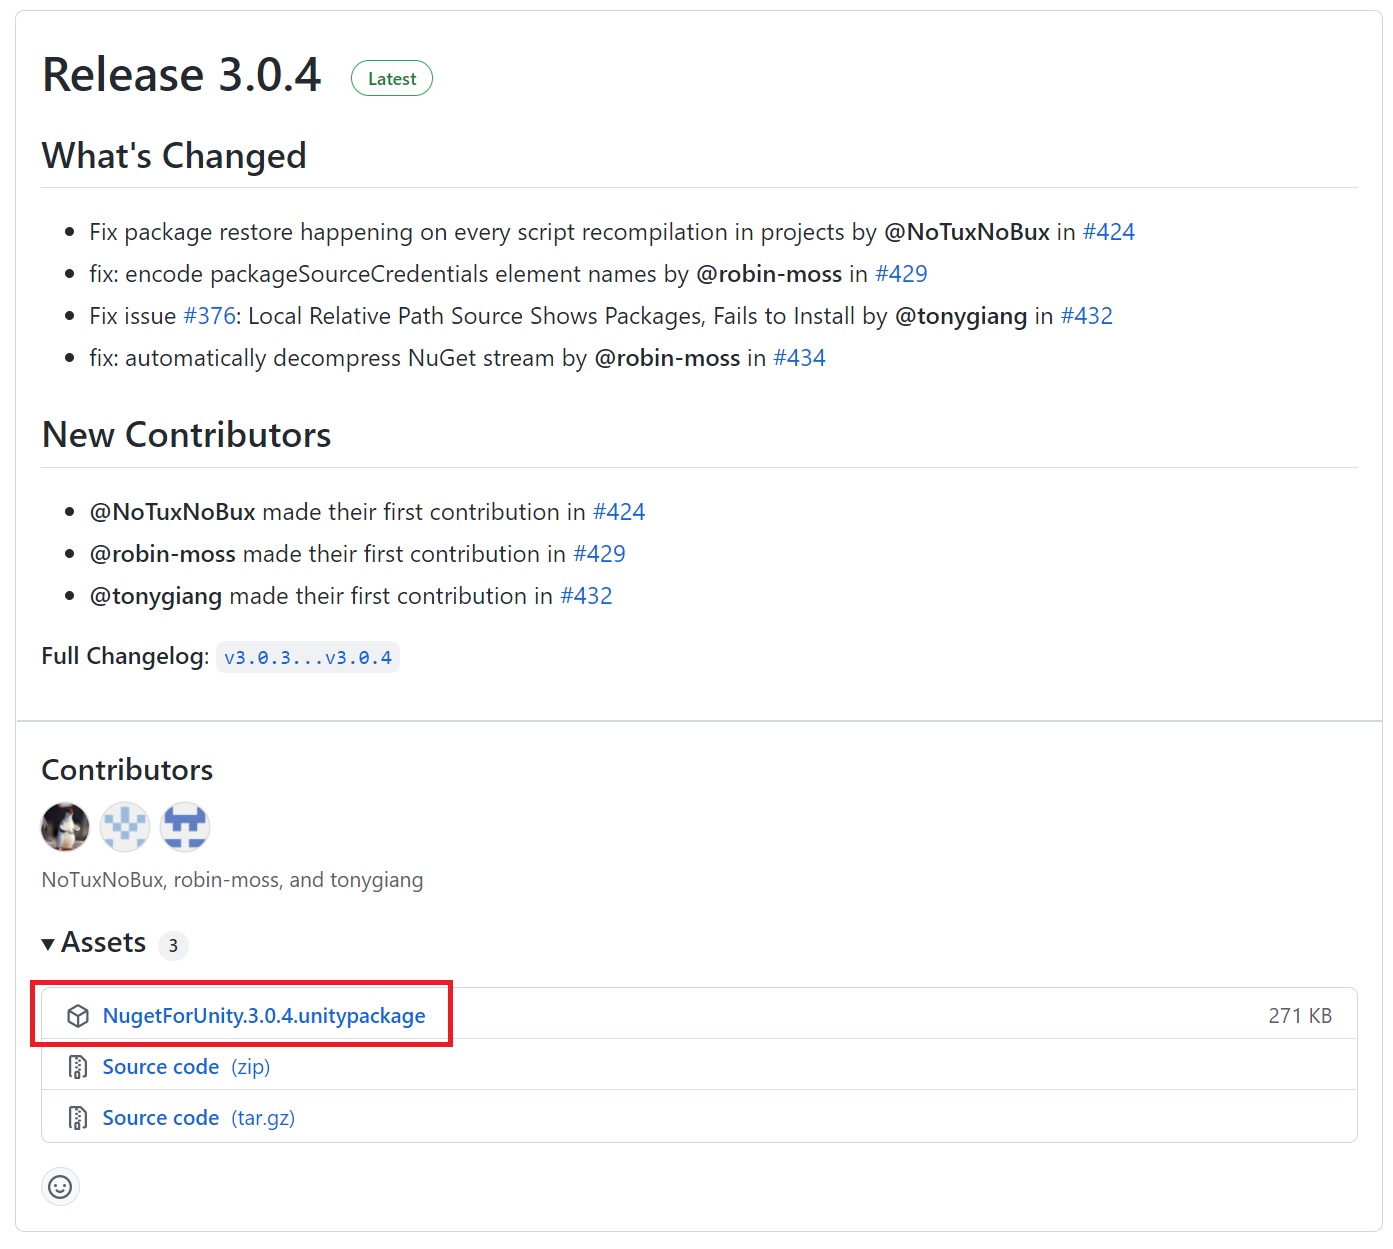 Release 3.0.4 Latest
What's Changed
Fix package restore happening on every script recompilation in projects by @NoTuxNoBux in #424
fix: encode packageSourceCredentials element names by @robin-moss in #429
Fix issue #376: Local Relative Path Source Shows Packages, Fails to Install by @tonygiang in #432
fix: automatically decompress NuGet stream by @robin-moss in #434
New Contributors
@NoTuxNoBux made their first contribution in #424
@robin-moss made their first contribution in #429
@tonygiang made their first contribution in #432
Full Changelog: v3.0.3...v3.0.4
Contributors
NoTuxNoBux, robin-moss, and tonygiang
Assets 3
NugetForUnity.3.0.4.unitypackage 271 KB
Source code (zip)
Source code (tar.gz)